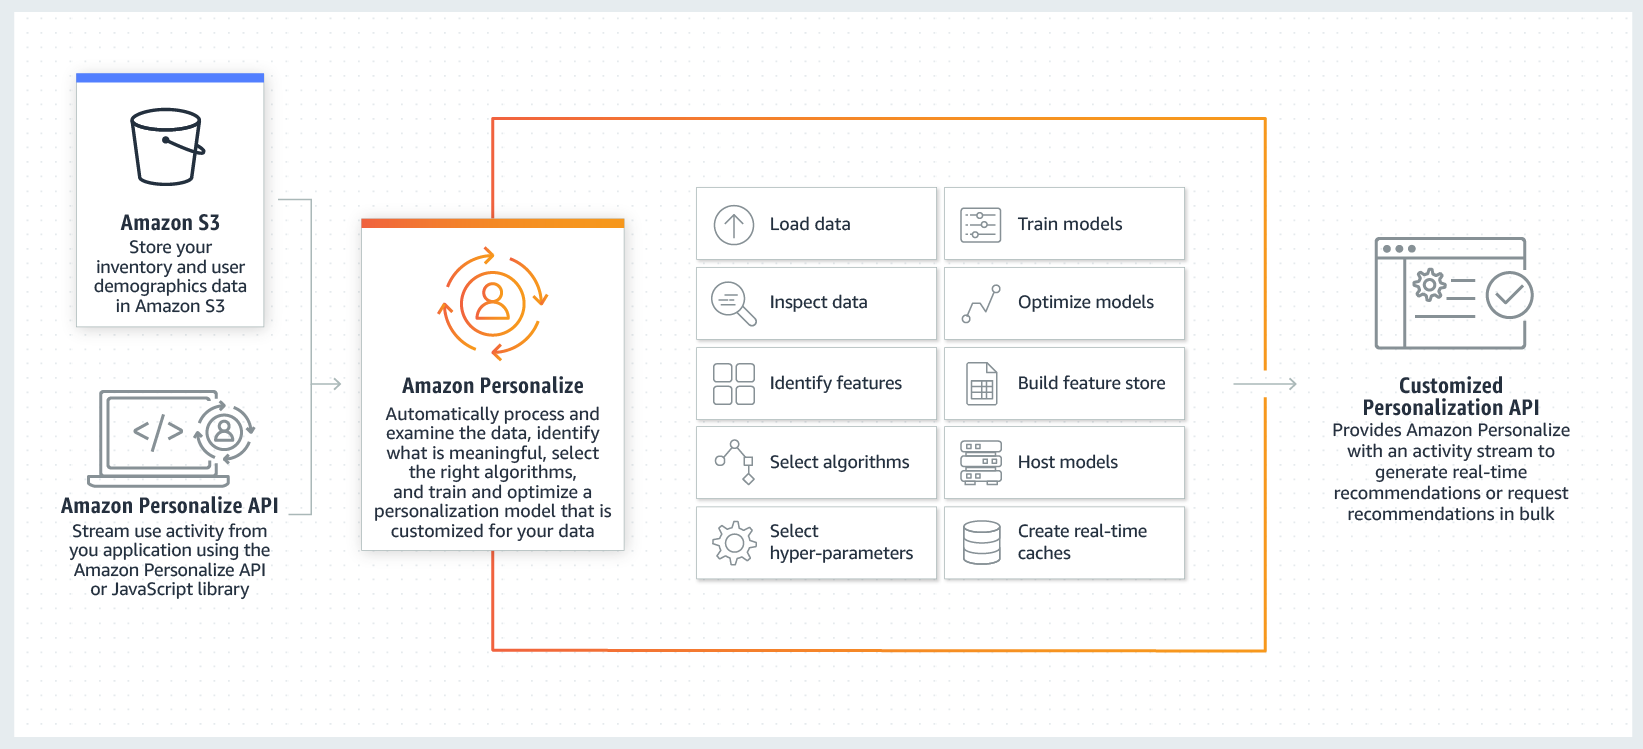 Amazon S3
Store your
inventory and user
demographics data
in Amazon S3
</>
Amazon Personalize API
Stream use activity from
you application using the
Amazon Personalize API
or JavaScript library
Amazon Personalize
Automatically process and
examine the data, identify
what is meaningful, select
the right algorithms,
and train and optimize a
personalization model that is
customized for your data
Load data
Train models
Inspect data
Optimize models
Identify features
Build feature store
Select algorithms
Host models
Select
hyper-parameters
Create real-time
caches
Customized
Personalization API
Provides Amazon Personalize
with an activity stream to
generate real-time
recommendations or request
recommendations in bulk